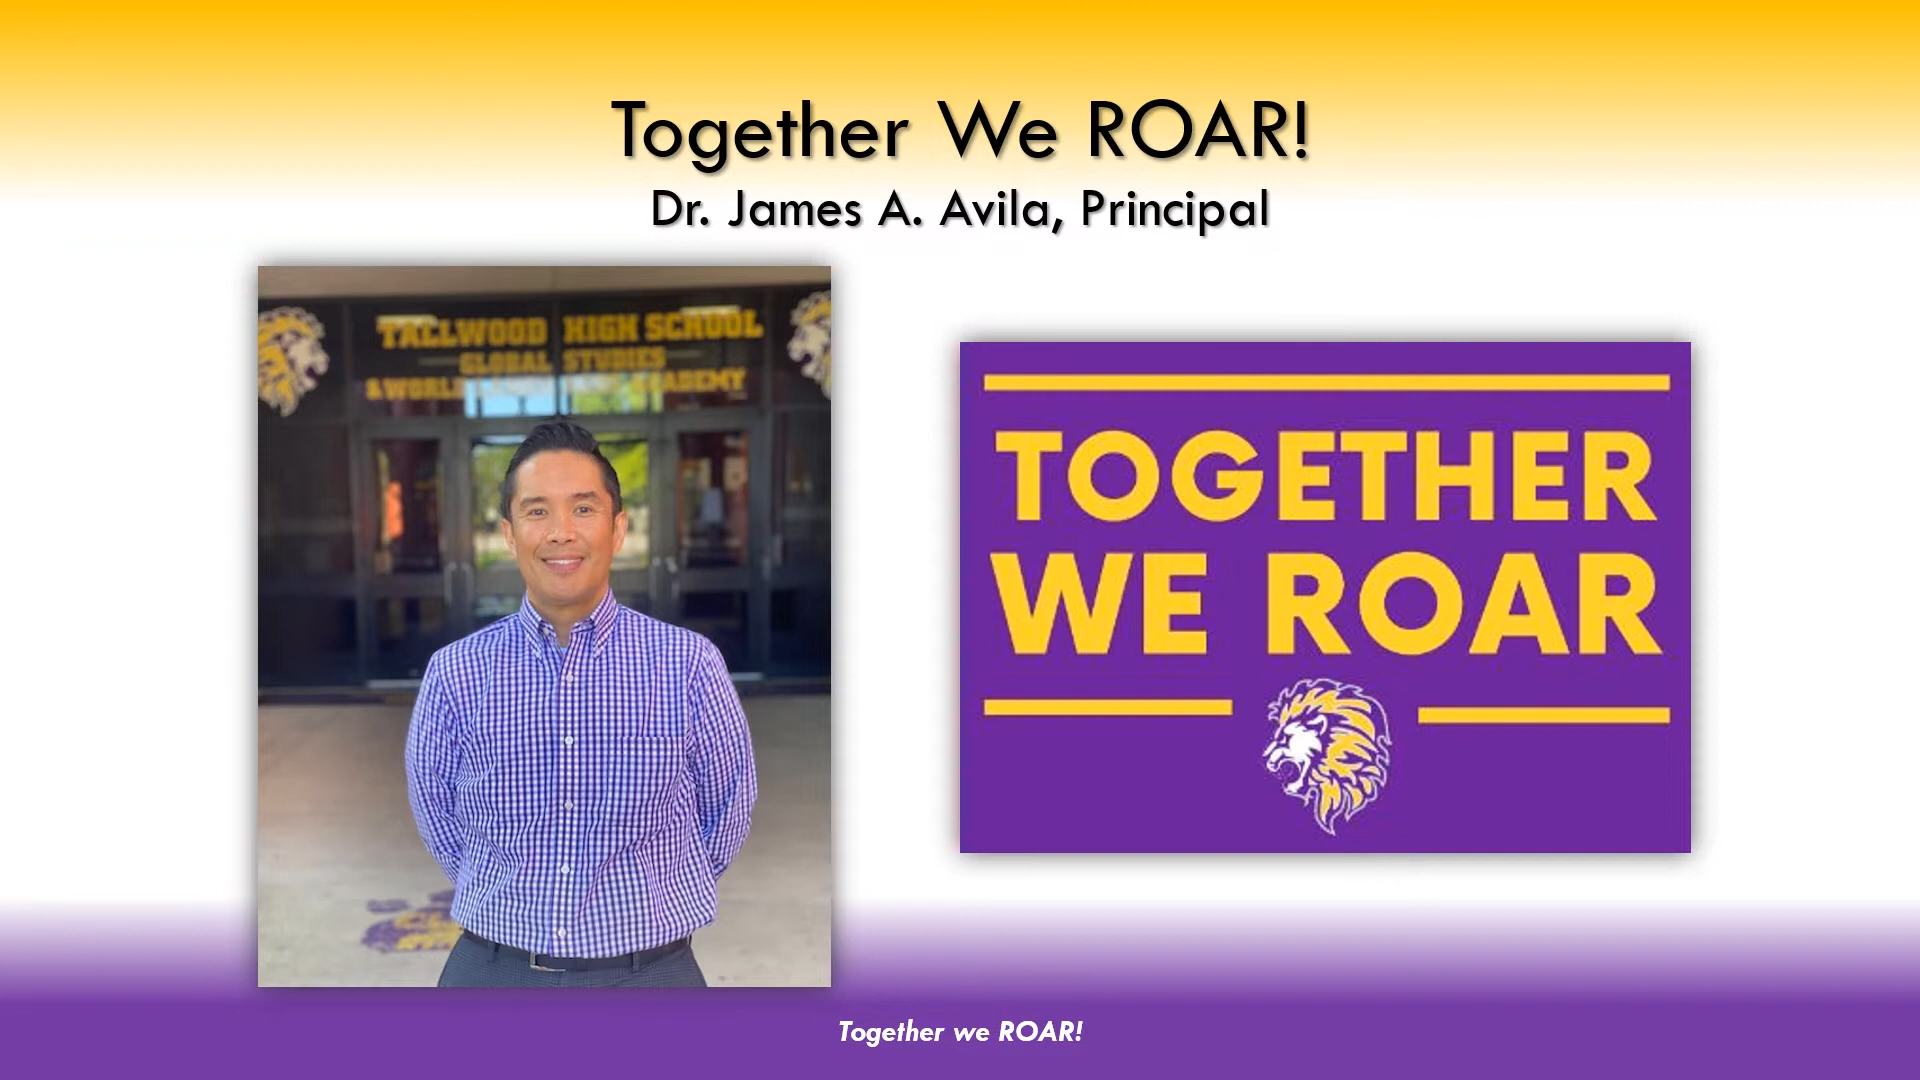 Together We ROAR!
Dr. James A. Avila, Principal
TALLWOOD HIGH SCHOOL
GLOBAL STUDIES
& WORLD ACADEMY
TOGETHER
WE ROAR
Together we ROAR!